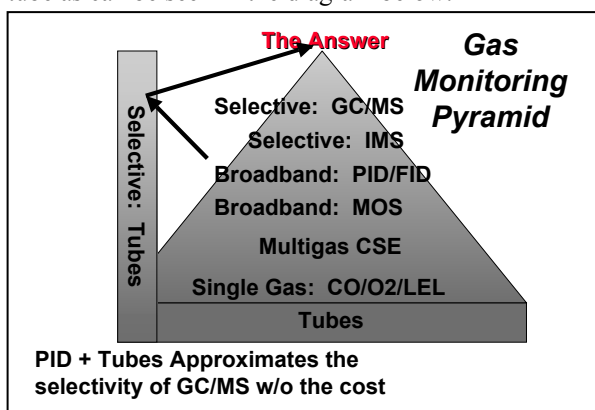 The Answer
Gas
Monitoring
Pyramid
Selective: Tubes
Selective: GC/MS
Selective: IMS
Broadband: PID/FID
Broadband: MOS
Multigas CSE
Single Gas: CO/O2/LEL
Tubes
PID + Tubes Approximates the
selectivity of GC/MS w/o the cost